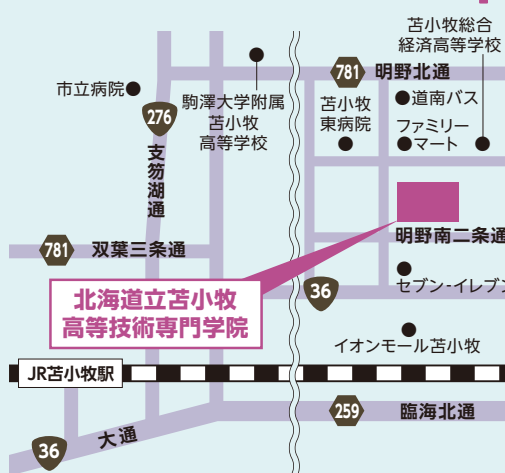 苫小牧総合
経済高等学校
781
明野北通
市立病院
駒澤大学附属
苫小牧
高等学校
苫小牧
東病院
道南バス
ファミリー
マート
276
支笏湖通
781
双葉三条通
明野南二条通
セブン-イレブン
36
北海道立苫小牧
高等技術専門学院
イオンモール苫小牧
JR苫小牧駅
259
臨海北通
36
大通